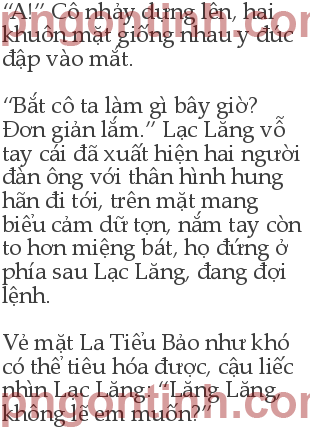 “A!” Cô nhảy dựng lên, hai
khuôn mặt giống nhau y đúc
đập vào mắt.
“Bắt cô ta làm gì bây giờ?
Đơn giản lắm.” Lạc Lăng vỗ
tay cái đã xuất hiện hai người
đàn ông với thân hình hung
hãn đi tới, trên mặt mang
biểu cảm dữ tợn, nắm tay còn
to hơn miệng bát, họ đứng ở
phía sau Lạc Lăng, đang đợi
lệnh.
Vẻ mặt La Tiểu Bảo như khó
có thể tiêu hóa được, cậu liếc
nhìn Lạc Lăng: “Lăng Lăng,
không lẽ em muốn?”
pngontinh.com
pngontinh.com